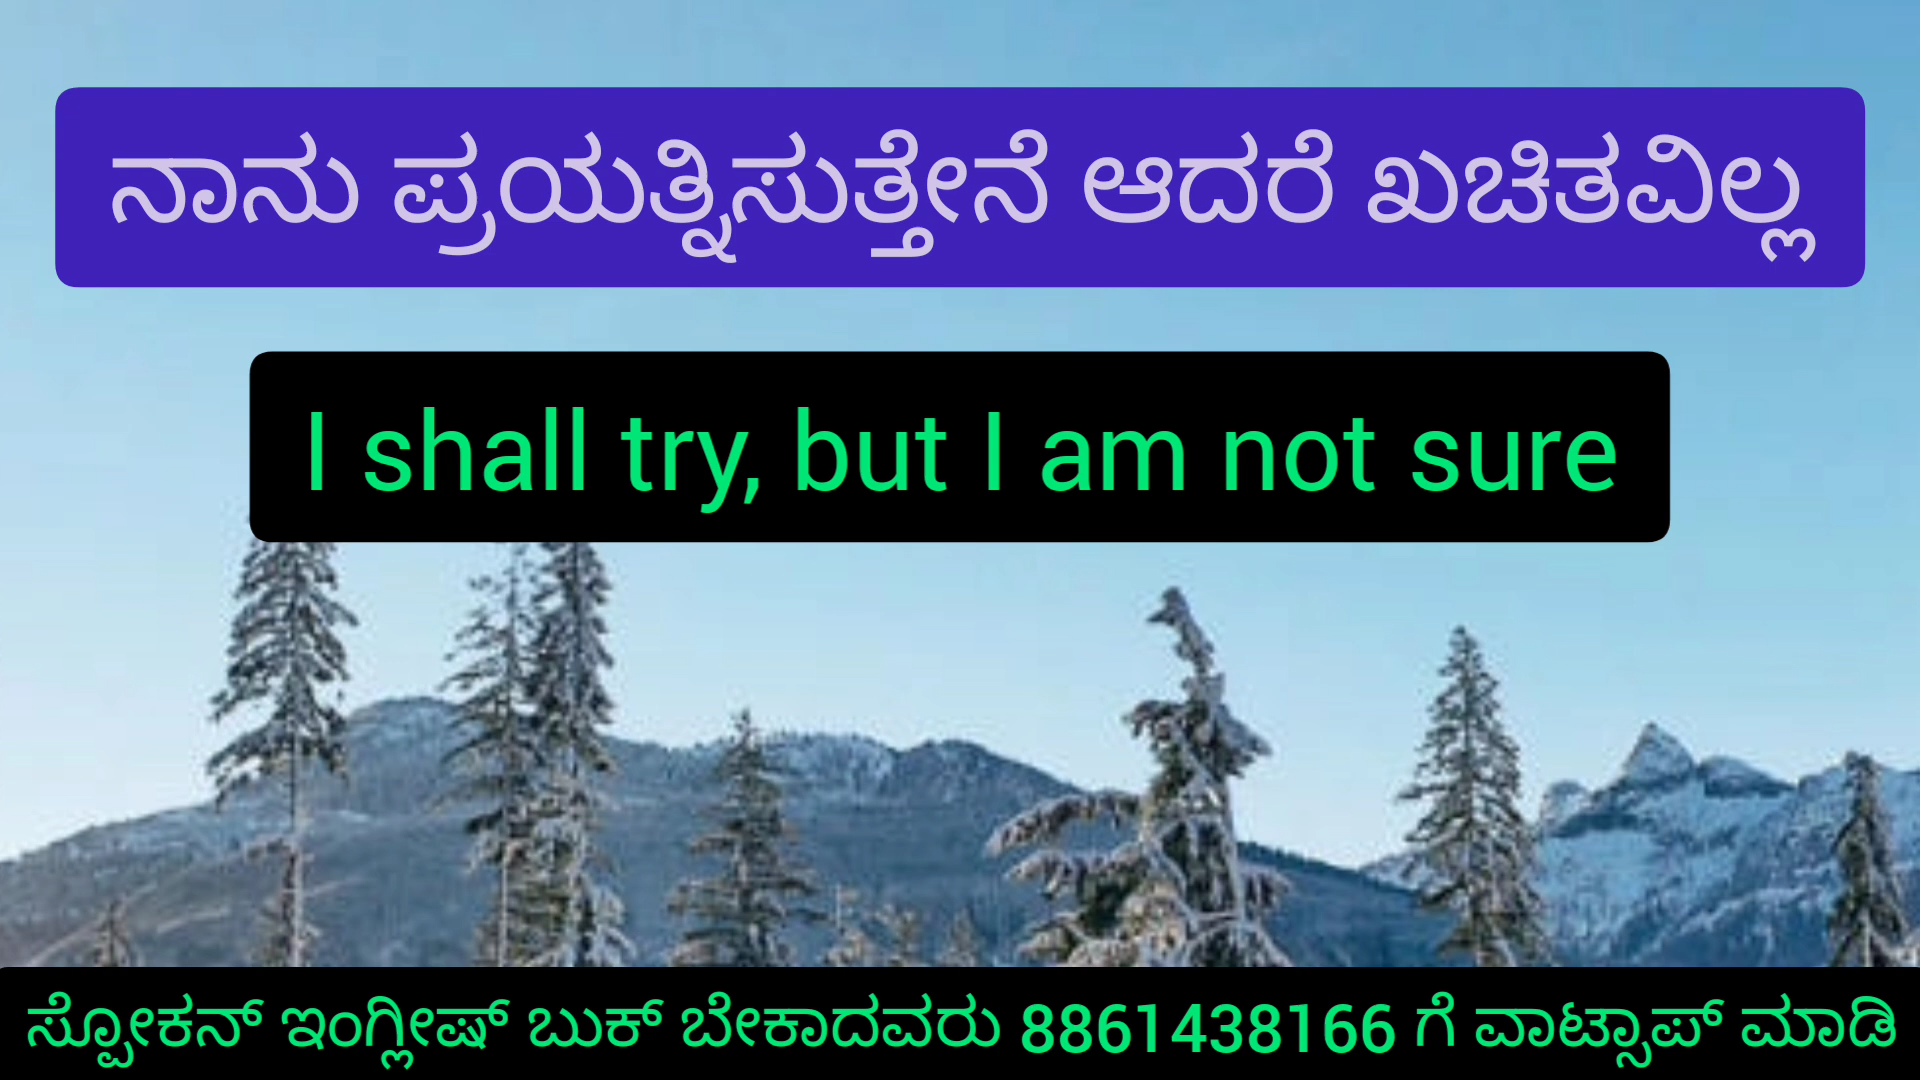 ನಾನು ಪ್ರಯತ್ನಿಸುತ್ತೇನೆ ಆದರೆ ಖಚಿತವಿಲ್ಲ
I shall try, but I am not sure
ಸ್ಪೋಕನ್ ಇಂಗ್ಲೀಷ್ ಬುಕ್ ಬೇಕಾದವರು 8861438166 ಗೆ ವಾಟ್ಸಾಪ್ ಮಾಡಿ